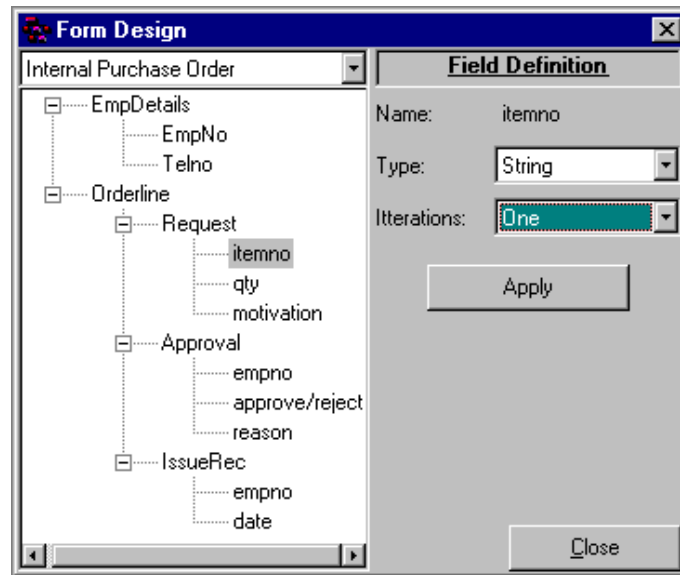 Form Design
Internal Purchase Order
EmpDetails
EmpNo
Telno
Orderline
Request
itemno
qty
motivation
Approval
empno
approve/reject
reason
IssueRec
empno
date
Field Definition
Name: itemno
Type: String
Itterations: One
Apply
Close